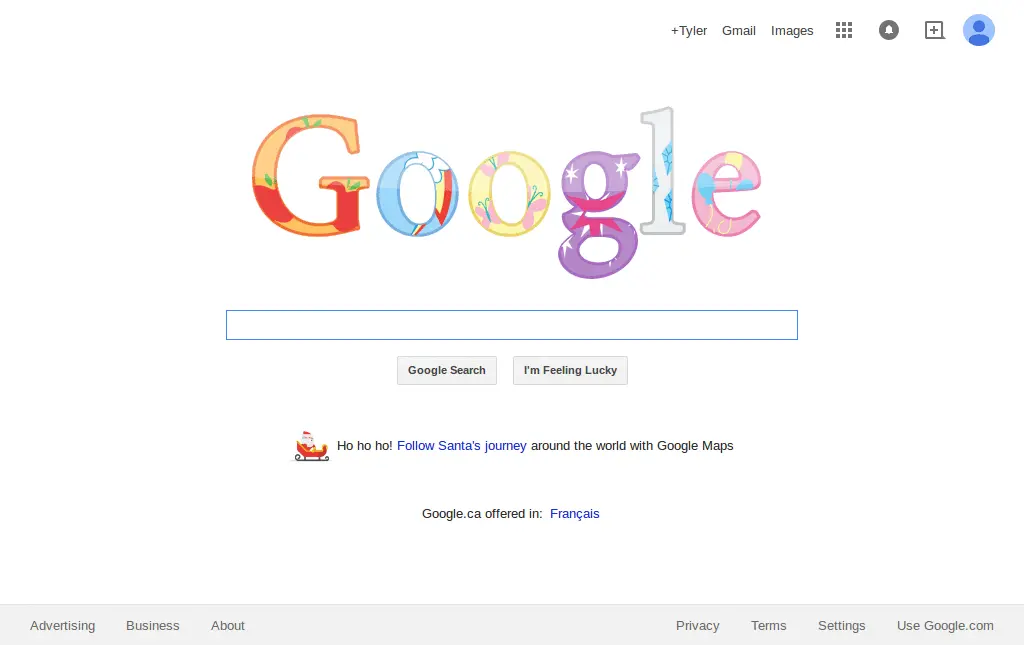 +Tyler Gmail Images
Google
Google Search I'm Feeling Lucky
Ho ho ho! Follow Santa's journey around the world with Google Maps
Google.ca offered in: Français
Advertising Business About Privacy Terms Settings Use Google.com